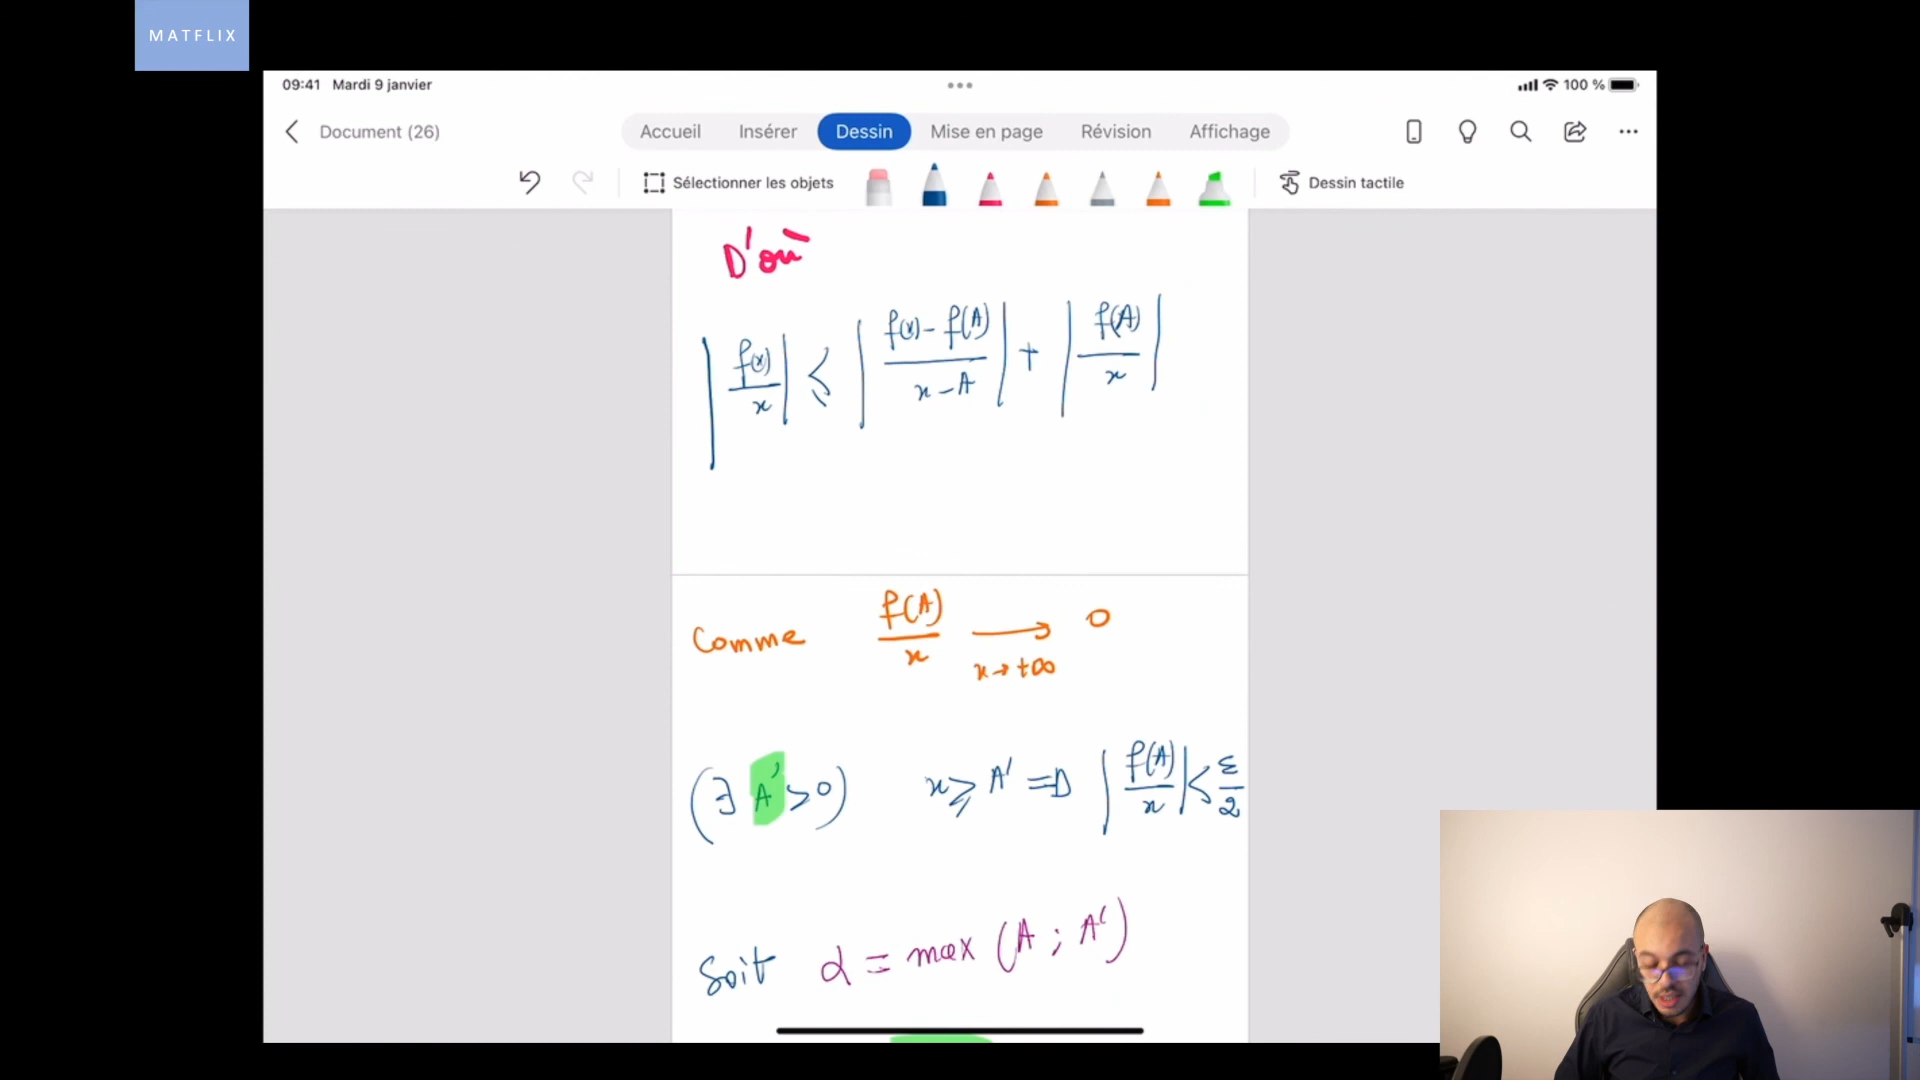 MATFLIX
09:41 Mardi 9 janvier
100 %
Document (26)
Accueil Insérer Dessin Mise en page Révision Affichage
Sélectionner les objets
Dessin tactile
D'où
|f(x)/x| ≤ |f(x) - f(A)/x - A| + |f(A)/x|
Comme f(A)/x → 0
x → +∞
(∃ A' > 0) x ≥ A' => |f(A)/x| < ε/2
Soit α = max (A ; A')